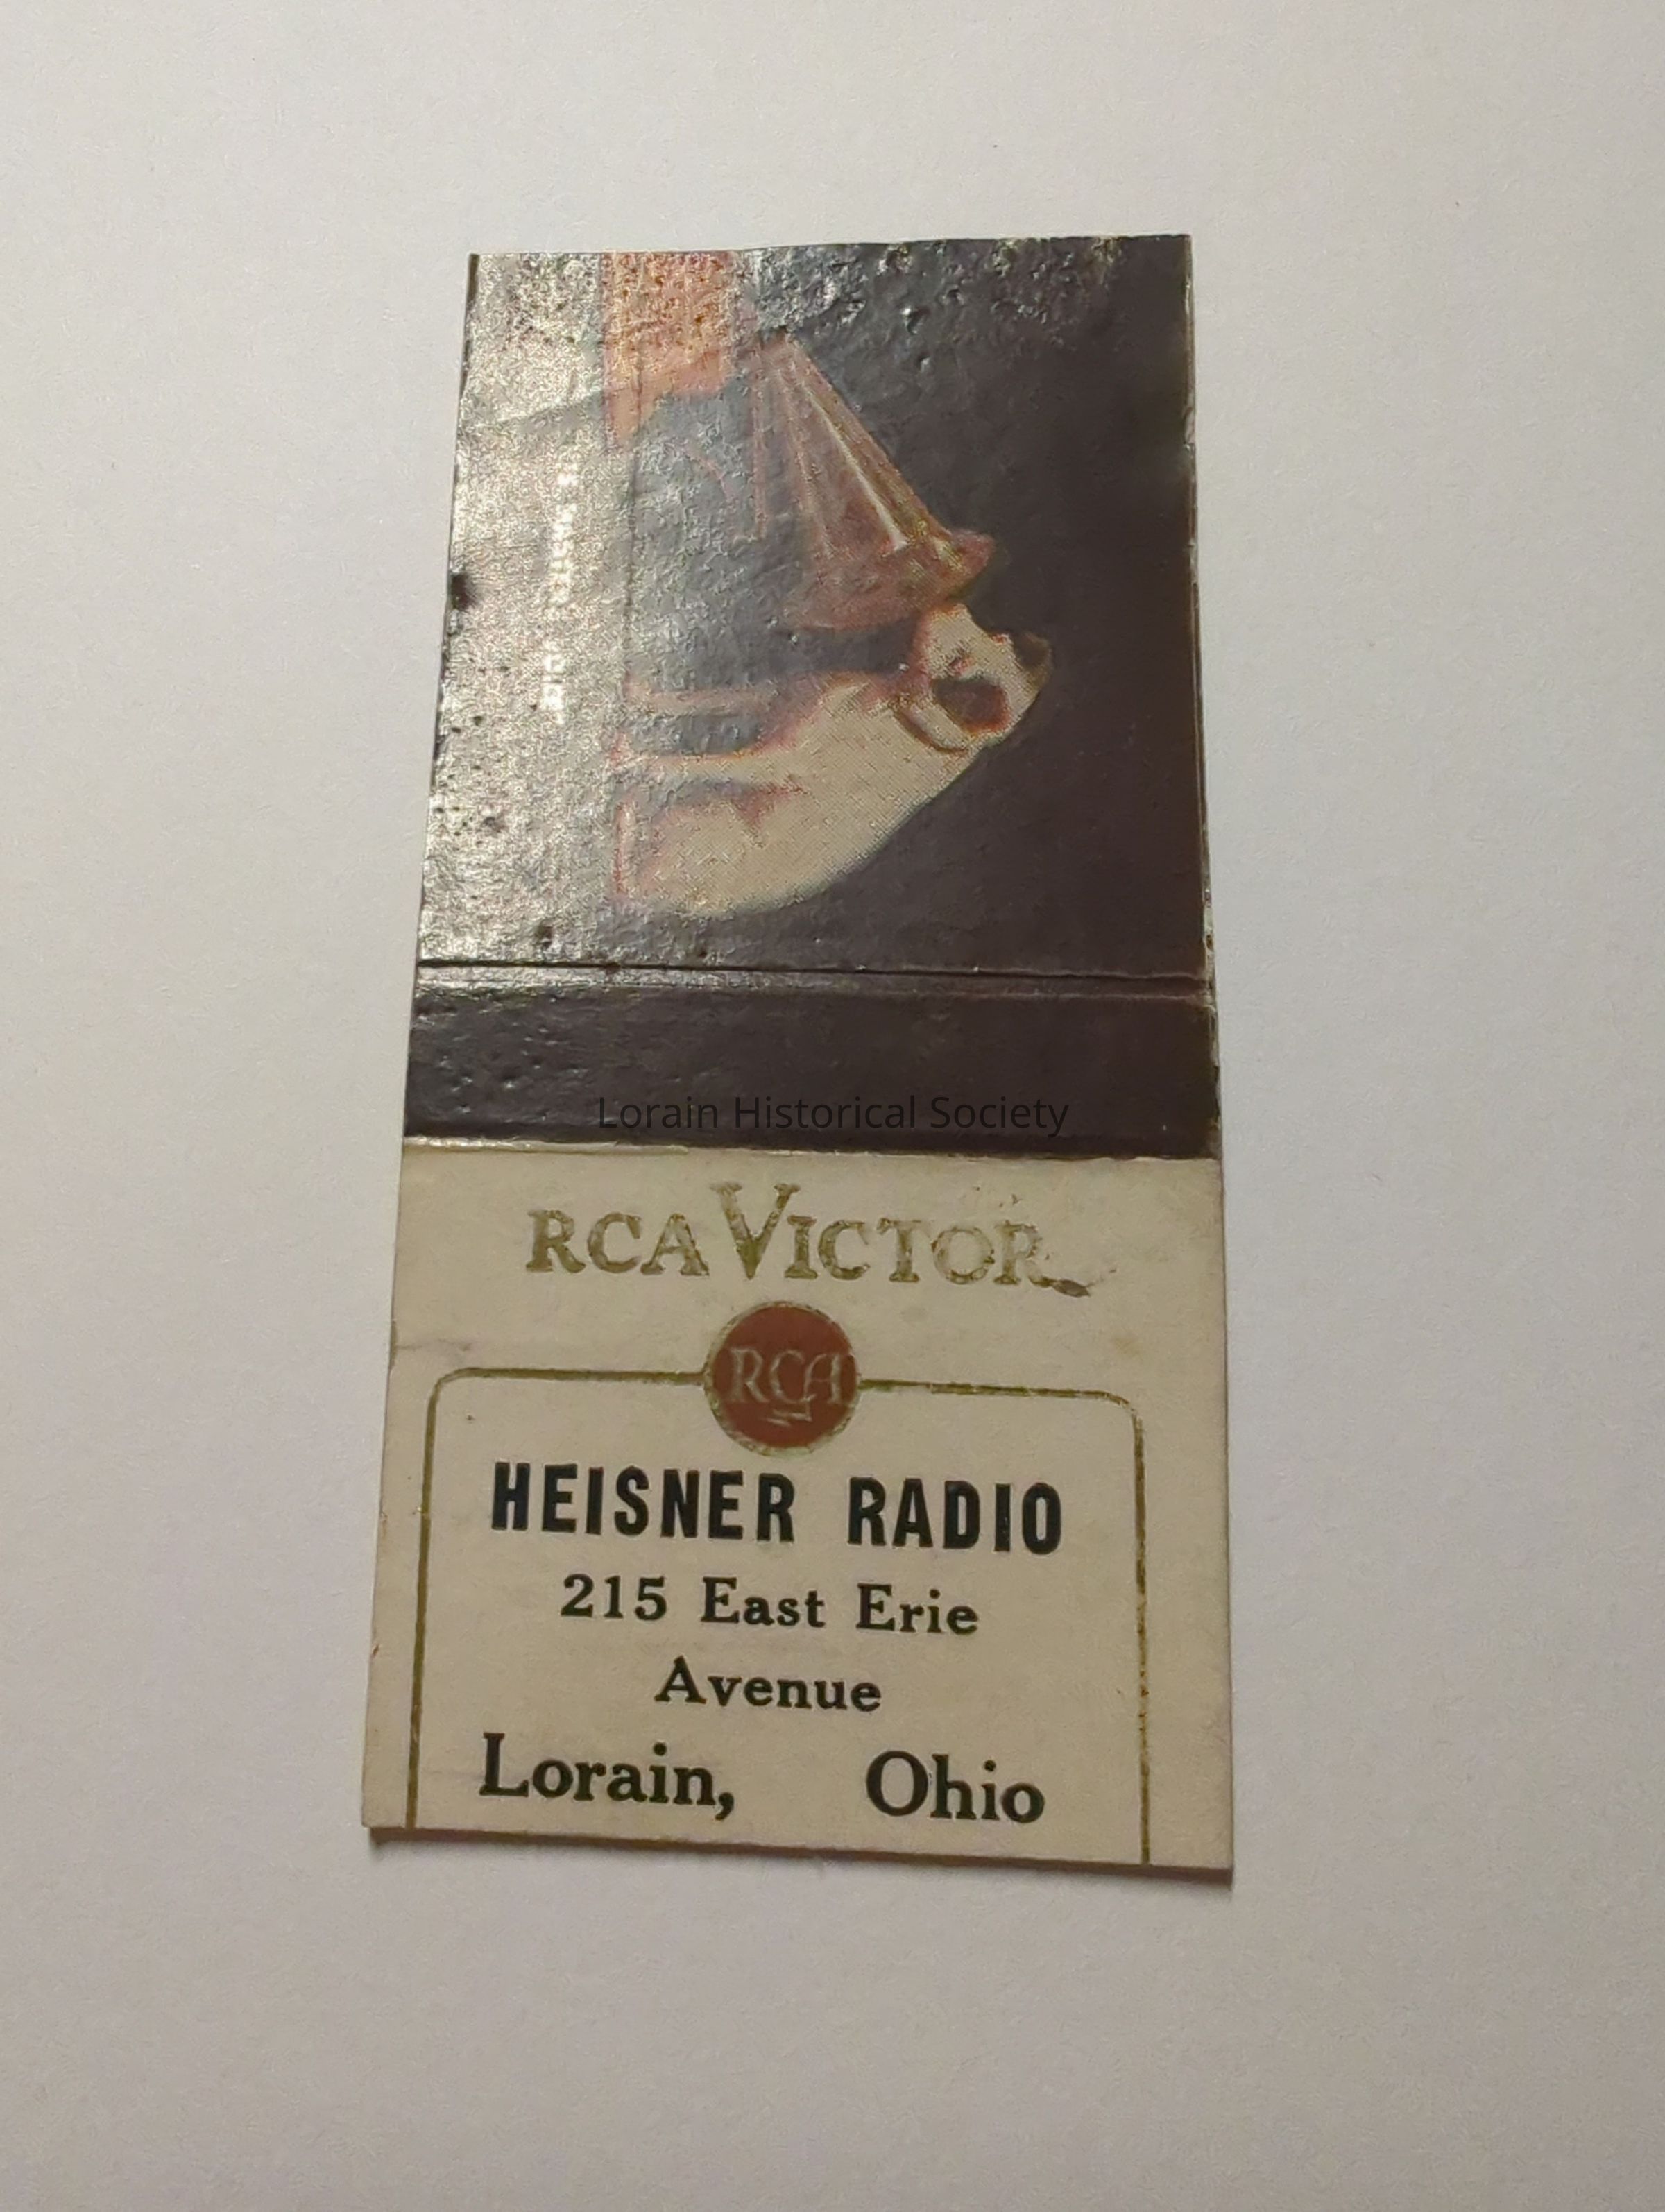 Lorain Historical Society
RCA VICTOR
RCA
HEISNER RADIO
215 East Erie
Avenue
Lorain, Ohio